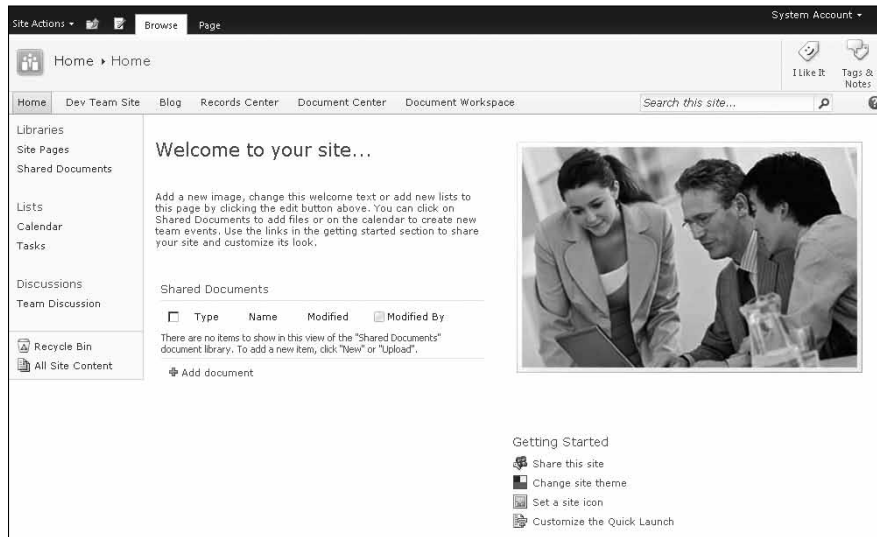 Site Actions Browse Page System Account
Home Home
I Like It Tags & Notes
Home Dev Team Site Blog Records Center Document Center Document Workspace Search this site...
Libraries
Site Pages
Shared Documents
Lists
Calendar
Tasks
Discussions
Team Discussion
Recycle Bin
All Site Content
Welcome to your site...
Add a new image, change this welcome text or add new lists to
this page by clicking the edit button above. You can click on
Shared Documents to add files or on the calendar to create new
team events. Use the links in the getting started section to share
your site and customize its look.
Shared Documents
Type Name Modified Modified By
There are no items to show in this view of the "Shared Documents"
document library. To add a new item, click "New" or "Upload".
Add document
Getting Started
Share this site
Change site theme
Set a site icon
Customize the Quick Launch